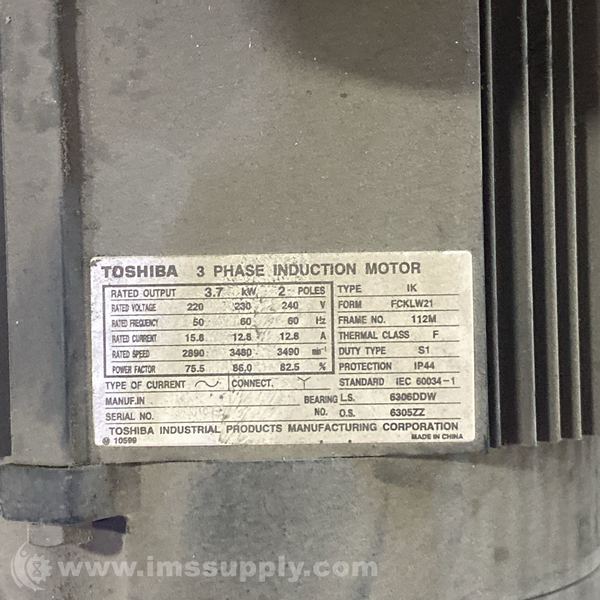 TOSHIBA 3 PHASE INDUCTION MOTOR
RATED OUTPUT 3.7 kW 2 POLES
RATED VOLTAGE 220 230 240 V
RATED FREQUENCY 50 60 60 Hz
RATED CURRENT 15.8 12.8 12.8 A
RATED SPEED 2890 3480 3490 min⁻¹
POWER FACTOR 75.5 86.0 82.5 %
TYPE OF CURRENT ~ CONNECT. Y
MANUF.IN
SERIAL NO.
TYPE IK
FORM FCKLW21
FRAME NO. 112M
THERMAL CLASS F
DUTY TYPE S1
PROTECTION IP44
STANDARD IEC 60034-1
BEARING L.S. 6306DDW
NO. O.S. 6305ZZ
TOSHIBA INDUSTRIAL PRODUCTS MANUFACTURING CORPORATION
M 10599 MADE IN CHINA
www.imssupply.com